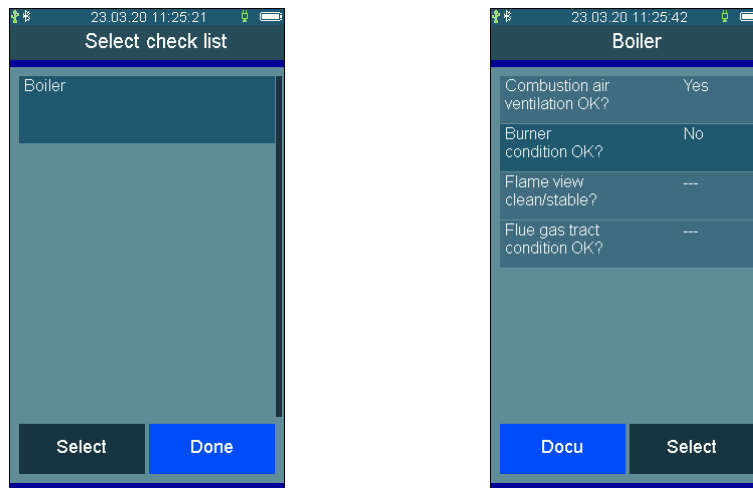 23.03.20 11:25:21
Select check list
Boiler
Select
Done
23.03.20 11:25:42
Boiler
Combustion air
ventilation OK?
Yes
Burner
condition OK?
No
Flame view
clean/stable?
---
Flue gas tract
condition OK?
---
Docu
Select